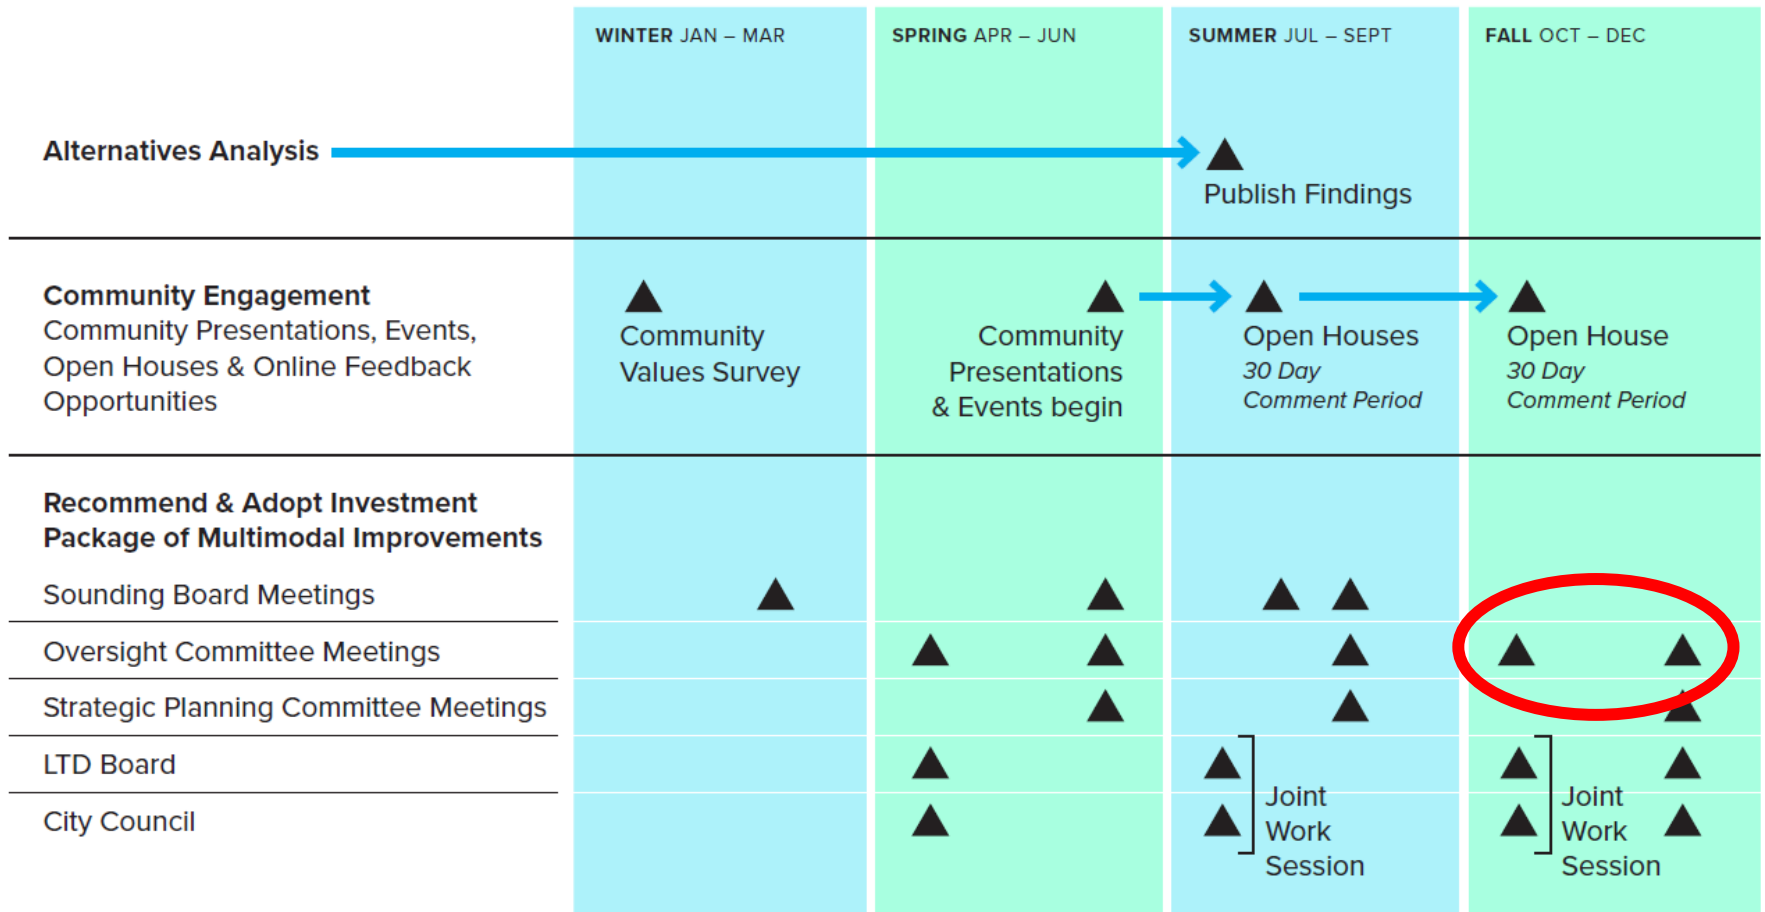 WINTER JAN – MAR
SPRING APR – JUN
SUMMER JUL – SEPT
FALL OCT – DEC
Alternatives Analysis
Publish Findings
Community Engagement
Community Presentations, Events,
Open Houses & Online Feedback
Opportunities
Community
Values Survey
Community
Presentations
& Events begin
Open Houses
30 Day
Comment Period
Open House
30 Day
Comment Period
Recommend & Adopt Investment
Package of Multimodal Improvements
Sounding Board Meetings
Oversight Committee Meetings
Strategic Planning Committee Meetings
LTD Board
City Council
Joint
Work
Session
Joint
Work
Session